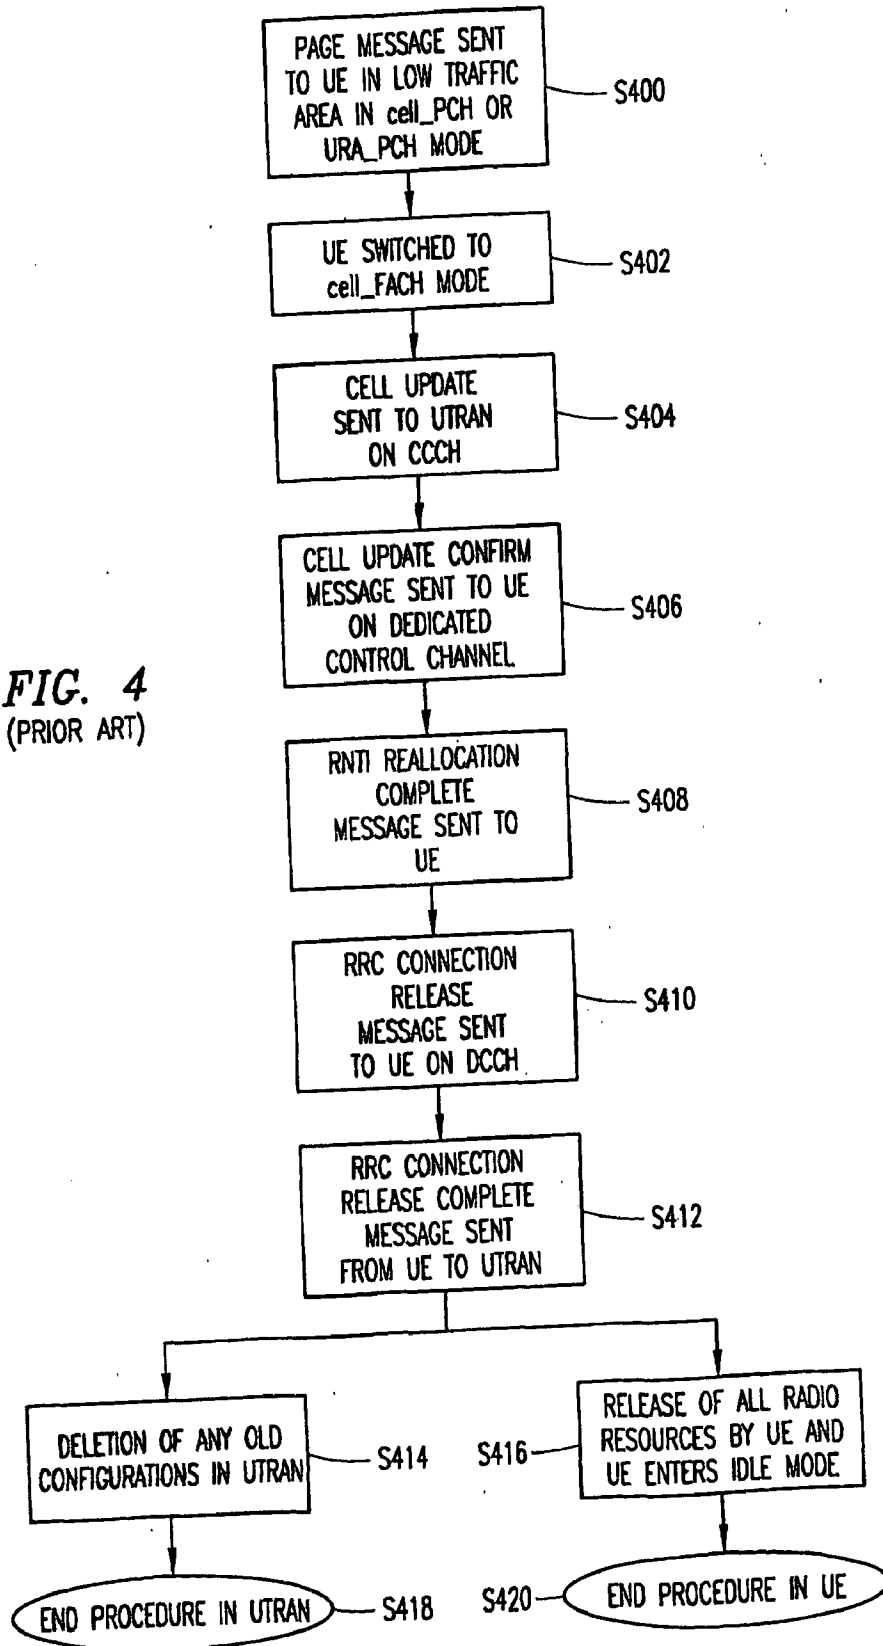 PAGE MESSAGE SENT
TO UE IN LOW TRAFFIC
AREA IN cell_PCH OR
URA_PCH MODE
S400
UE SWITCHED TO
cell_FACH MODE
S402
CELL UPDATE
SENT TO UTRAN
ON CCCH
S404
CELL UPDATE CONFIRM
MESSAGE SENT TO UE
ON DEDICATED
CONTROL CHANNEL
S406
FIG. 4
(PRIOR ART)
RNTI REALLOCATION
COMPLETE
MESSAGE SENT TO
UE
S408
RRC CONNECTION
RELEASE
MESSAGE SENT
TO UE ON DCCH
S410
RRC CONNECTION
RELEASE COMPLETE
MESSAGE SENT
FROM UE TO UTRAN
S412
DELETION OF ANY OLD
CONFIGURATIONS IN UTRAN
S414
S416
RELEASE OF ALL RADIO
RESOURCES BY UE AND
UE ENTERS IDLE MODE
END PROCEDURE IN UTRAN
S418
S420
END PROCEDURE IN UE